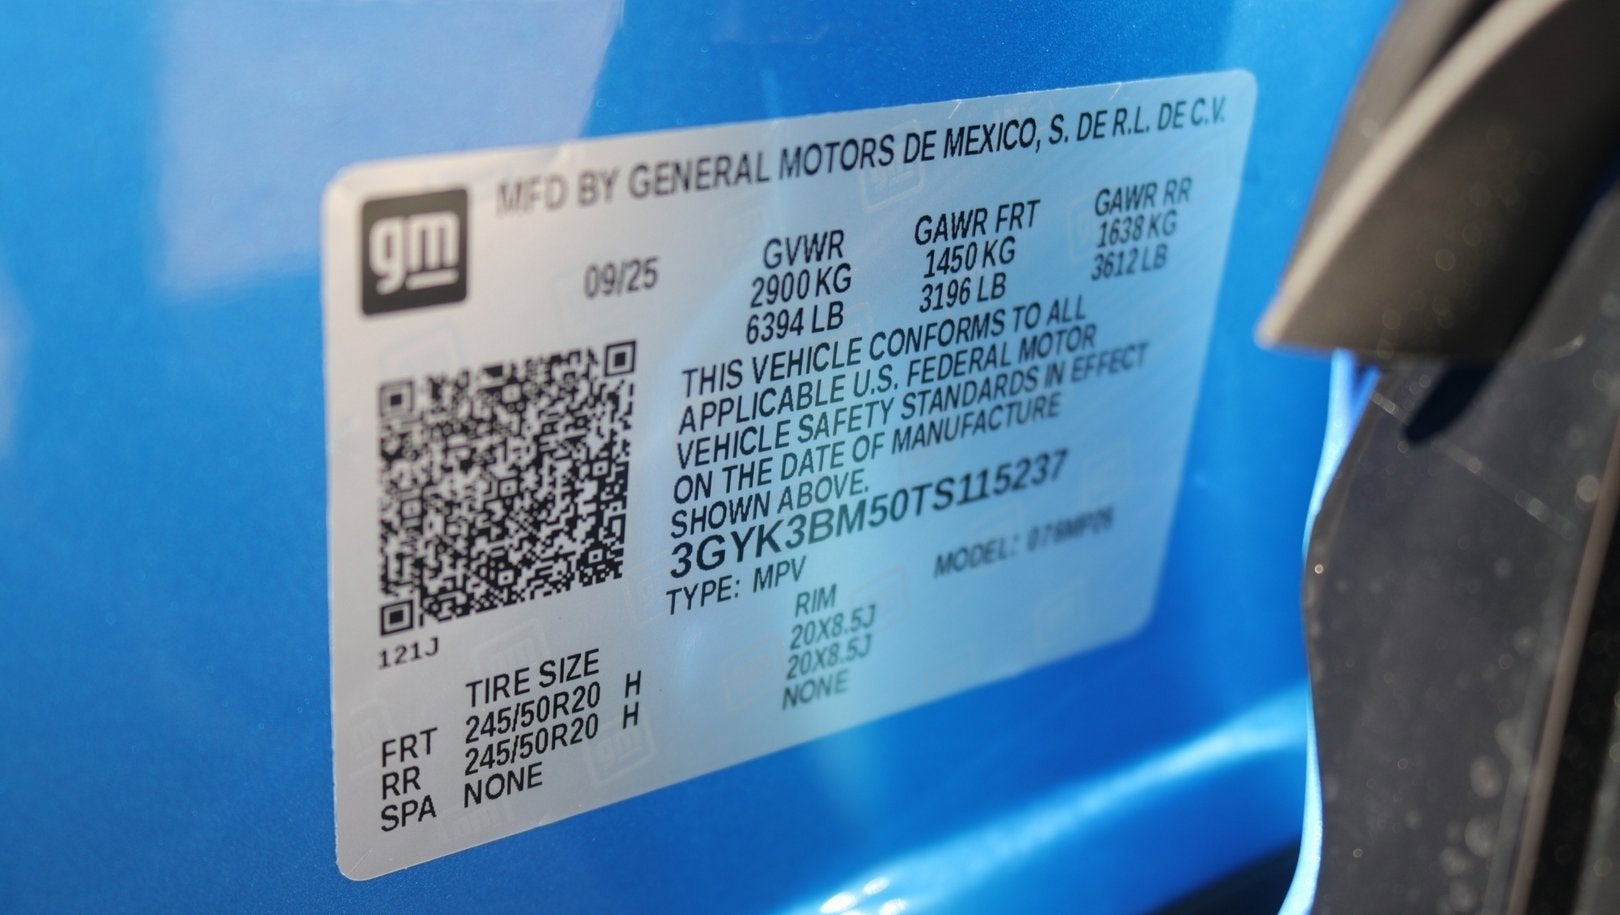 gm
MFD BY GENERAL MOTORS DE MEXICO, S. DE R.L. DE C.V.
09/25
GVWR
2900 KG
6394 LB
GAWR FRT
1450 KG
3196 LB
GAWR RR
1638 KG
3612 LB
THIS VEHICLE CONFORMS TO ALL
APPLICABLE U.S. FEDERAL MOTOR
VEHICLE SAFETY STANDARDS IN EFFECT
ON THE DATE OF MANUFACTURE
SHOWN ABOVE.
3GYK3BM50TS115237
TYPE: MPV
MODEL:
121J
TIRE SIZE RIM
FRT 245/50R20 H 20X8.5J
RR 245/50R20 H 20X8.5J
SPA NONE NONE